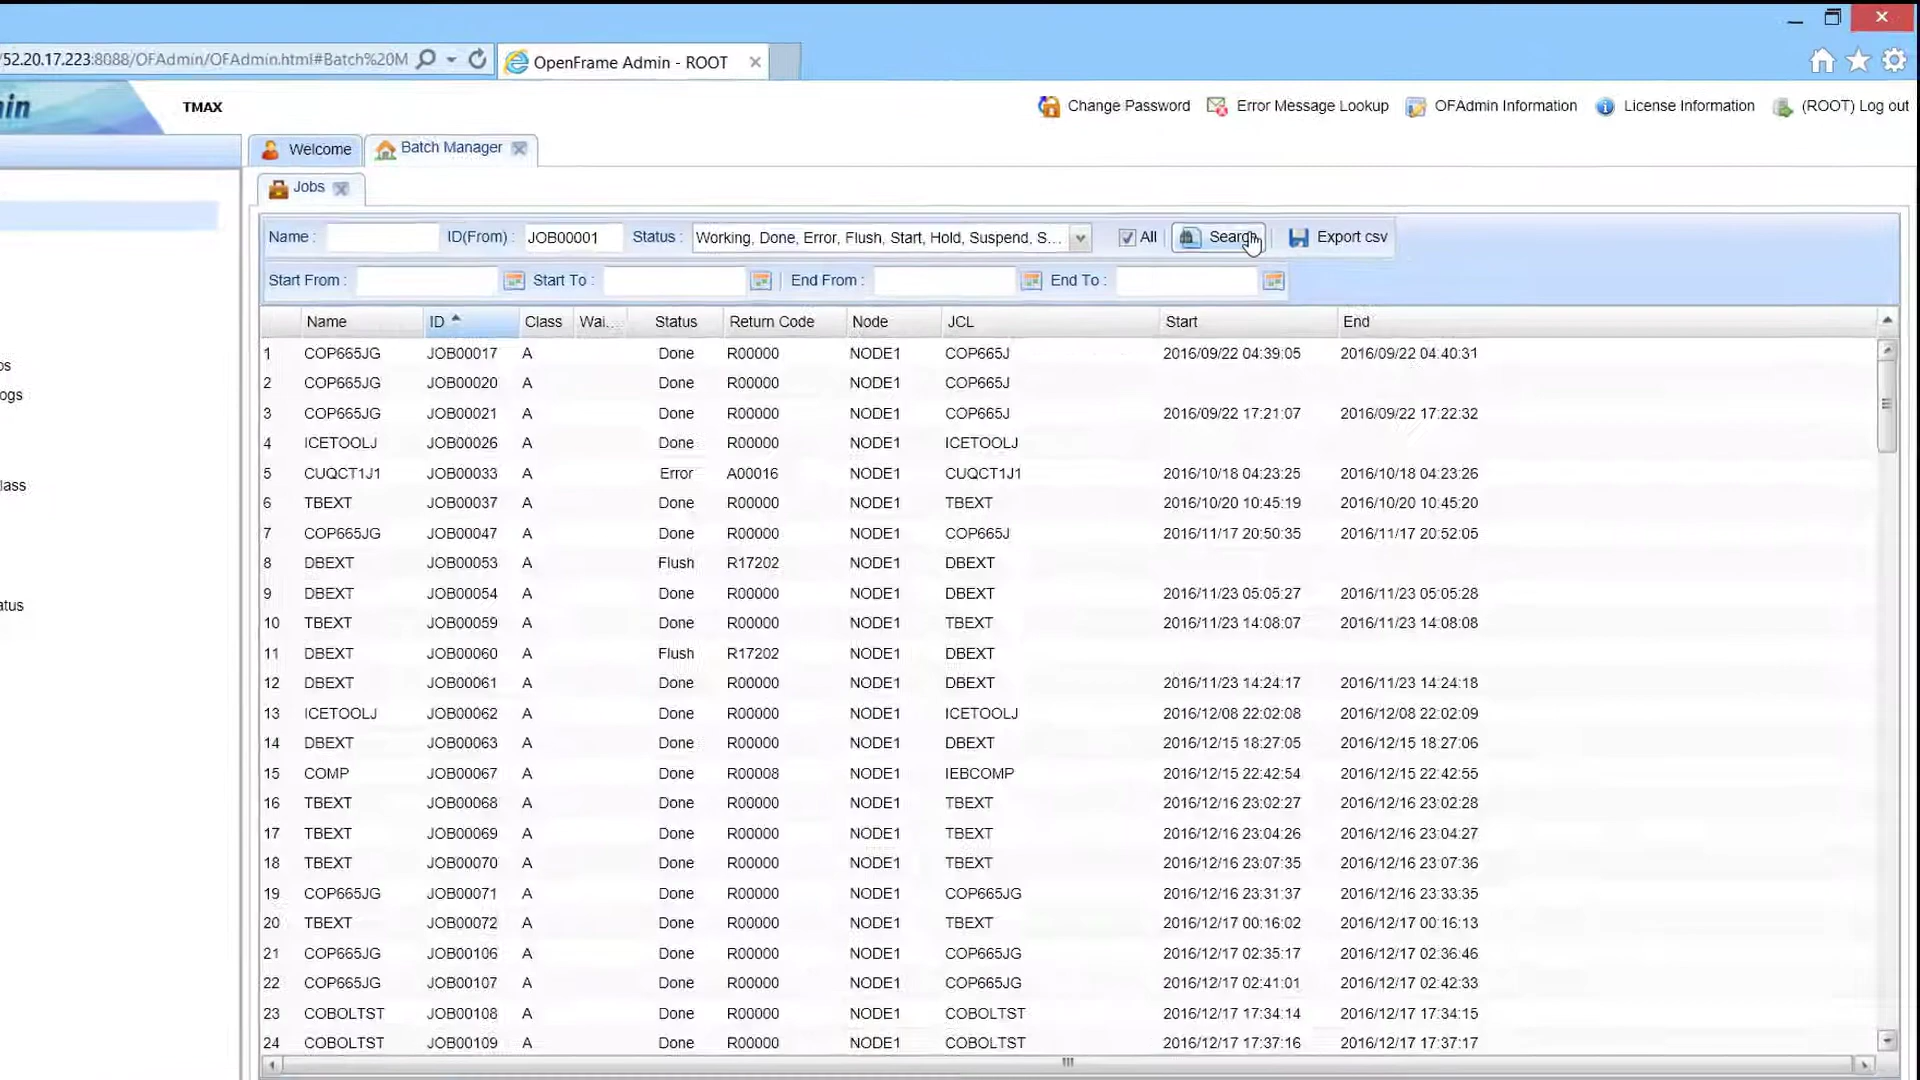 52.20.17.223:8088/OFAdmin/OFAdmin.html#Batch%20M
OpenFrame Admin - ROOT
TMAX
Change Password
Error Message Lookup
OFAdmin Information
License Information
(ROOT) Log out
Welcome
Batch Manager
Jobs
os
ogs
lass
atus
Name :
ID(From) : JOB00001
Status : Working, Done, Error, Flush, Start, Hold, Suspend, S...
All
Search
Export csv
Start From :
Start To :
End From :
End To :
Name ID Class Wai... Status Return Code Node JCL Start End
1 COP665JG JOB00017 A Done R00000 NODE1 COP665J 2016/09/22 04:39:05 2016/09/22 04:40:31
2 COP665JG JOB00020 A Done R00000 NODE1 COP665J
3 COP665JG JOB00021 A Done R00000 NODE1 COP665J 2016/09/22 17:21:07 2016/09/22 17:22:32
4 ICETOOLJ JOB00026 A Done R00000 NODE1 ICETOOLJ
5 CUQCT1J1 JOB00033 A Error A00016 NODE1 CUQCT1J1 2016/10/18 04:23:25 2016/10/18 04:23:26
6 TBEXT JOB00037 A Done R00000 NODE1 TBEXT 2016/10/20 10:45:19 2016/10/20 10:45:20
7 COP665JG JOB00047 A Done R00000 NODE1 COP665J 2016/11/17 20:50:35 2016/11/17 20:52:05
8 DBEXT JOB00053 A Flush R17202 NODE1 DBEXT
9 DBEXT JOB00054 A Done R00000 NODE1 DBEXT 2016/11/23 05:05:27 2016/11/23 05:05:28
10 TBEXT JOB00059 A Done R00000 NODE1 TBEXT 2016/11/23 14:08:07 2016/11/23 14:08:08
11 DBEXT JOB00060 A Flush R17202 NODE1 DBEXT
12 DBEXT JOB00061 A Done R00000 NODE1 DBEXT 2016/11/23 14:24:17 2016/11/23 14:24:18
13 ICETOOLJ JOB00062 A Done R00000 NODE1 ICETOOLJ 2016/12/08 22:02:08 2016/12/08 22:02:09
14 DBEXT JOB00063 A Done R00000 NODE1 DBEXT 2016/12/15 18:27:05 2016/12/15 18:27:06
15 COMP JOB00067 A Done R00008 NODE1 IEBCOMP 2016/12/15 22:42:54 2016/12/15 22:42:55
16 TBEXT JOB00068 A Done R00000 NODE1 TBEXT 2016/12/16 23:02:27 2016/12/16 23:02:28
17 TBEXT JOB00069 A Done R00000 NODE1 TBEXT 2016/12/16 23:04:26 2016/12/16 23:04:27
18 TBEXT JOB00070 A Done R00000 NODE1 TBEXT 2016/12/16 23:07:35 2016/12/16 23:07:36
19 COP665JG JOB00071 A Done R00000 NODE1 COP665JG 2016/12/16 23:31:37 2016/12/16 23:33:35
20 TBEXT JOB00072 A Done R00000 NODE1 TBEXT 2016/12/17 00:16:02 2016/12/17 00:16:13
21 COP665JG JOB00106 A Done R00000 NODE1 COP665JG 2016/12/17 02:35:17 2016/12/17 02:36:46
22 COP665JG JOB00107 A Done R00000 NODE1 COP665JG 2016/12/17 02:41:01 2016/12/17 02:42:33
23 COBOLTST JOB00108 A Done R00000 NODE1 COBOLTST 2016/12/17 17:34:14 2016/12/17 17:34:15
24 COBOLTST JOB00109 A Done R00000 NODE1 COBOLTST 2016/12/17 17:37:16 2016/12/17 17:37:17